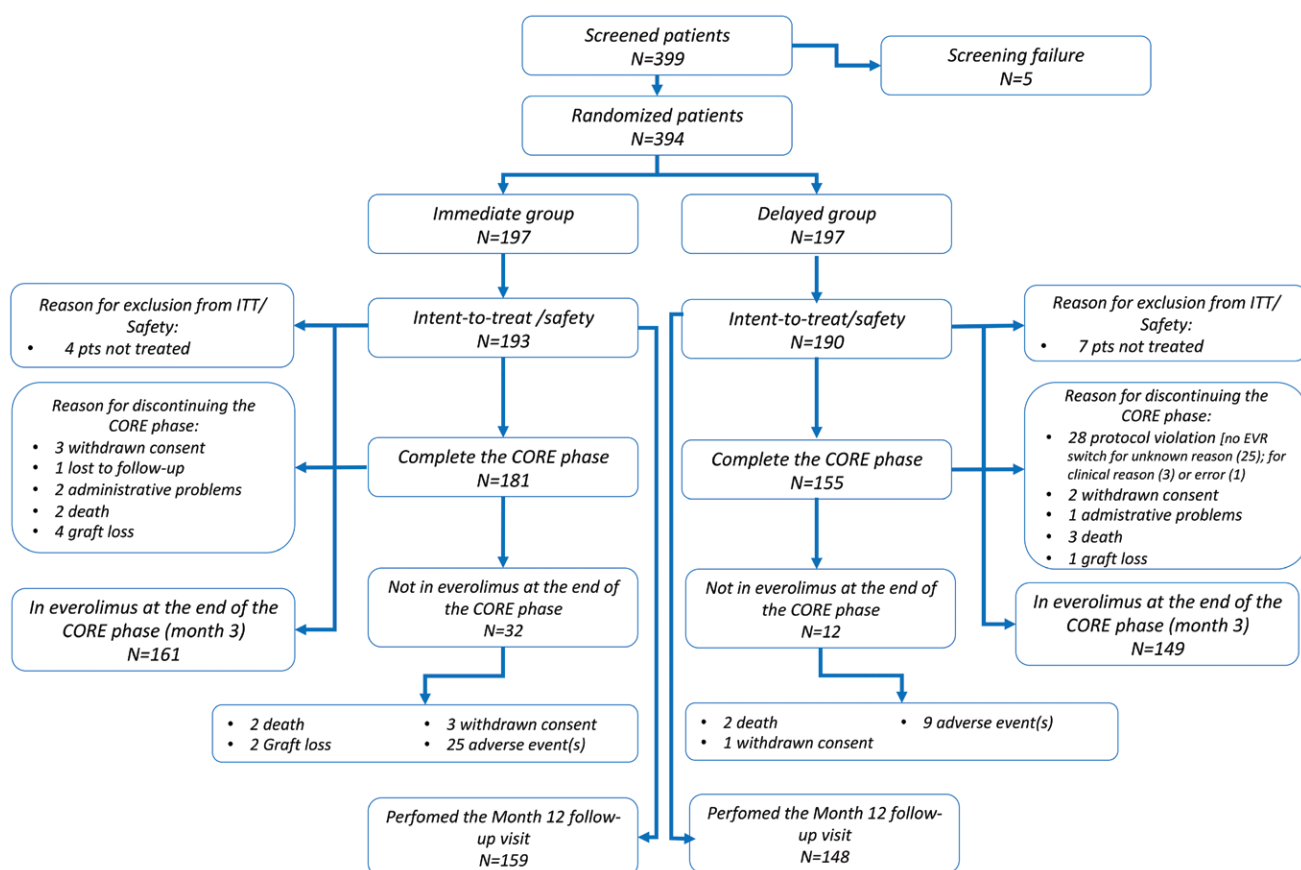 Screened patients
N=399
Screening failure
N=5
Randomized patients
N=394
Immediate group
N=197
Delayed group
N=197
Reason for exclusion from ITT/
Safety:
• 4 pts not treated
Intent-to-treat /safety
N=193
Intent-to-treat/safety
N=190
Reason for exclusion from ITT/
Safety:
• 7 pts not treated
Reason for discontinuing the
CORE phase:
• 3 withdrawn consent
• 1 lost to follow-up
• 2 administrative problems
• 2 death
• 4 graft loss
Complete the CORE phase
N=181
Complete the CORE phase
N=155
Reason for discontinuing the
CORE phase:
• 28 protocol violation [no EVR
switch for unknown reason (25); for
clinical reason (3) or error (1)
• 2 withdrawn consent
• 1 admistrative problems
• 3 death
• 1 graft loss
In everolimus at the end of the
CORE phase (month 3)
N=161
Not in everolimus at the end of
the CORE phase
N=32
Not in everolimus at the end of
the CORE phase
N=12
In everolimus at the end of the
CORE phase (month 3)
N=149
• 2 death
• 2 Graft loss
• 3 withdrawn consent
• 25 adverse event(s)
• 2 death
• 1 withdrawn consent
• 9 adverse event(s)
Perfomed the Month 12 follow-
up visit
N=159
Perfomed the Month 12 follow-
up visit
N=148